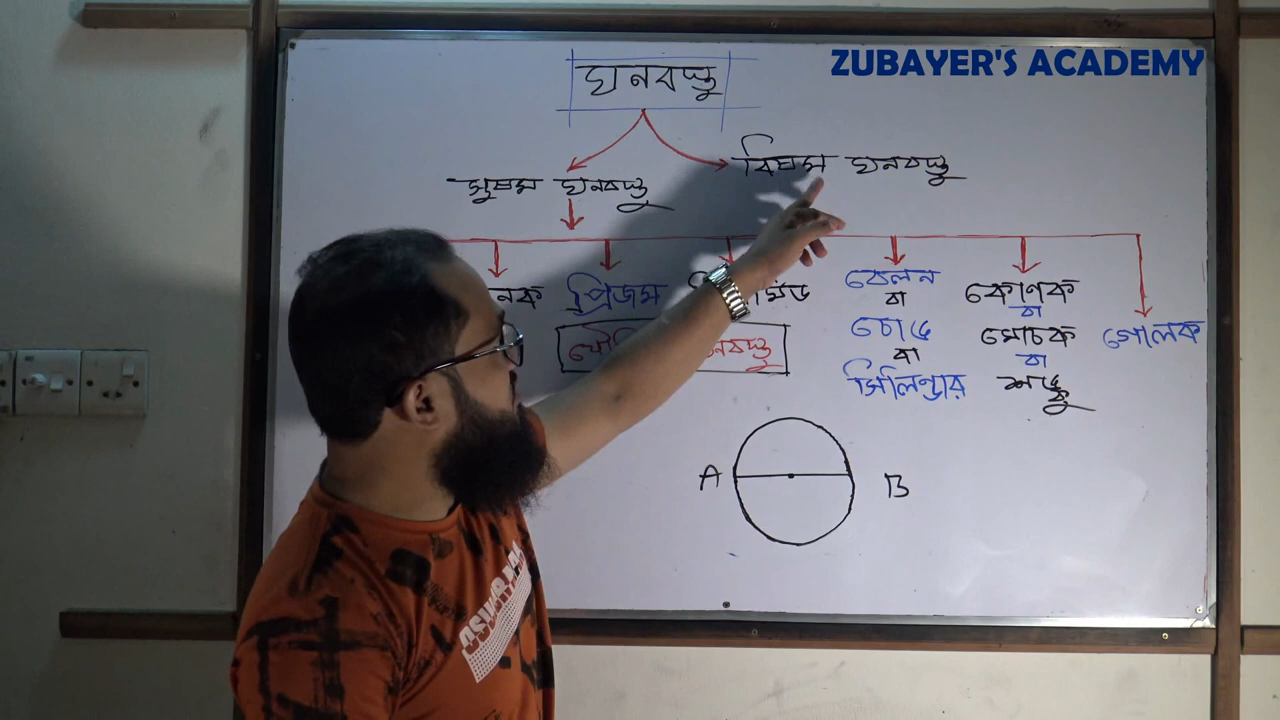 ZUBAYER'S ACADEMY
ঘনবস্তু
বিষম ঘনবস্তু
সুষম ঘনবস্তু
প্রিজম
বেলন
বা
চোঙ
বা
সিলিন্ডার
কোণক
বা
মোচক
বা
শঙ্কু
গোলক
A B